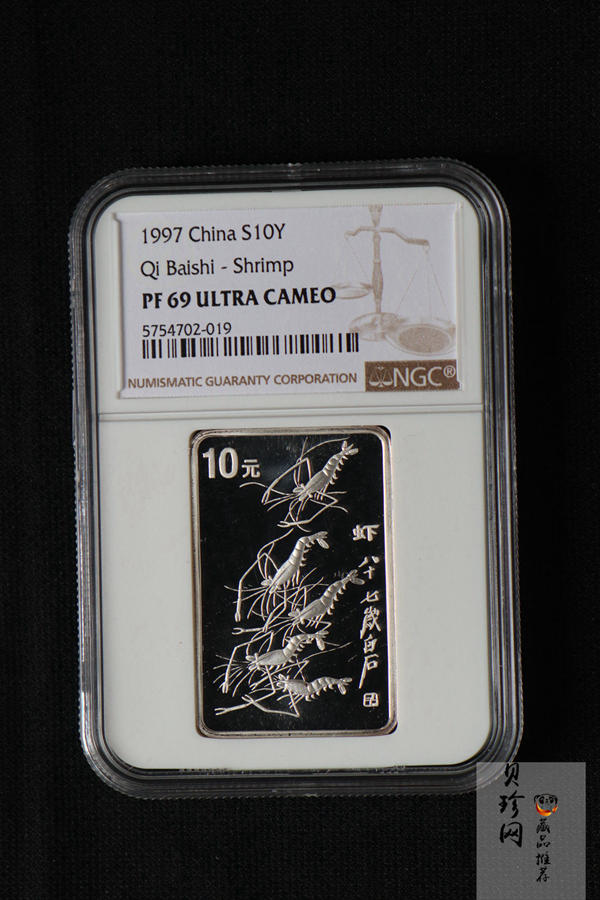 1997 China S10Y
Qi Baishi - Shrimp
PF 69 ULTRA CAMEO
5754702-019
NUMISMATIC GUARANTY CORPORATION
NGC®
10元
虾 八十七歲白石
贝珍网
藏品推荐